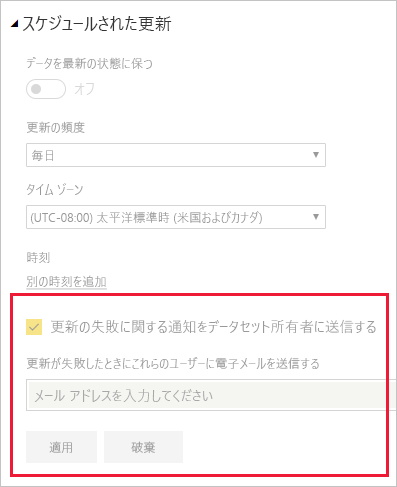 スケジュールされた更新
データを最新の状態に保つ
オフ
更新の頻度
毎日
タイム ゾーン
(UTC-08:00) 太平洋標準時 (米国およびカナダ)
時刻
別の時刻を追加
更新の失敗に関する通知をデータセット所有者に送信する
更新が失敗したときにこれらのユーザーに電子メールを送信する
メール アドレスを入力してください
適用
破棄